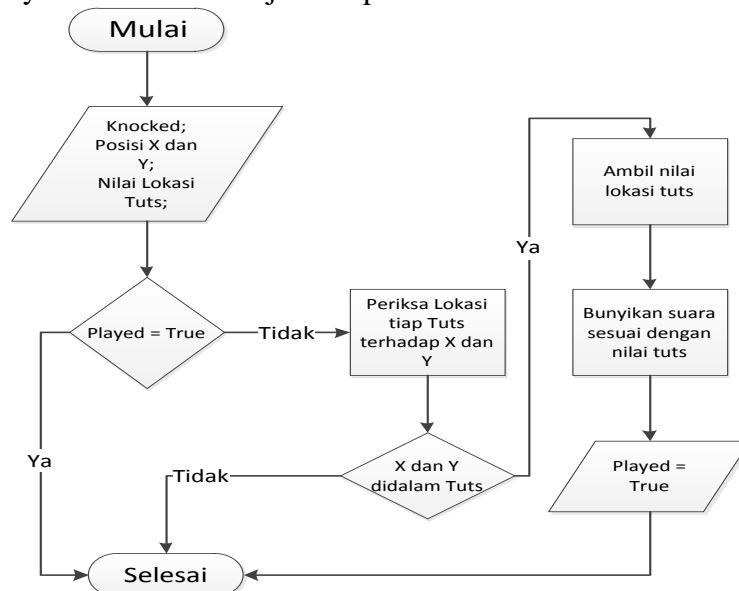 Mulai
Knocked;
Posisi X dan
Y;
Nilai Lokasi
Tuts;
Played = True
Tidak
Periksa Lokasi
tiap Tuts
terhadap X dan
Y
X dan Y
didalam Tuts
Ya
Ambil nilai
lokasi tuts
Bunyikan suara
sesuai dengan
nilai tuts
Played =
True
Tidak
Ya
Selesai